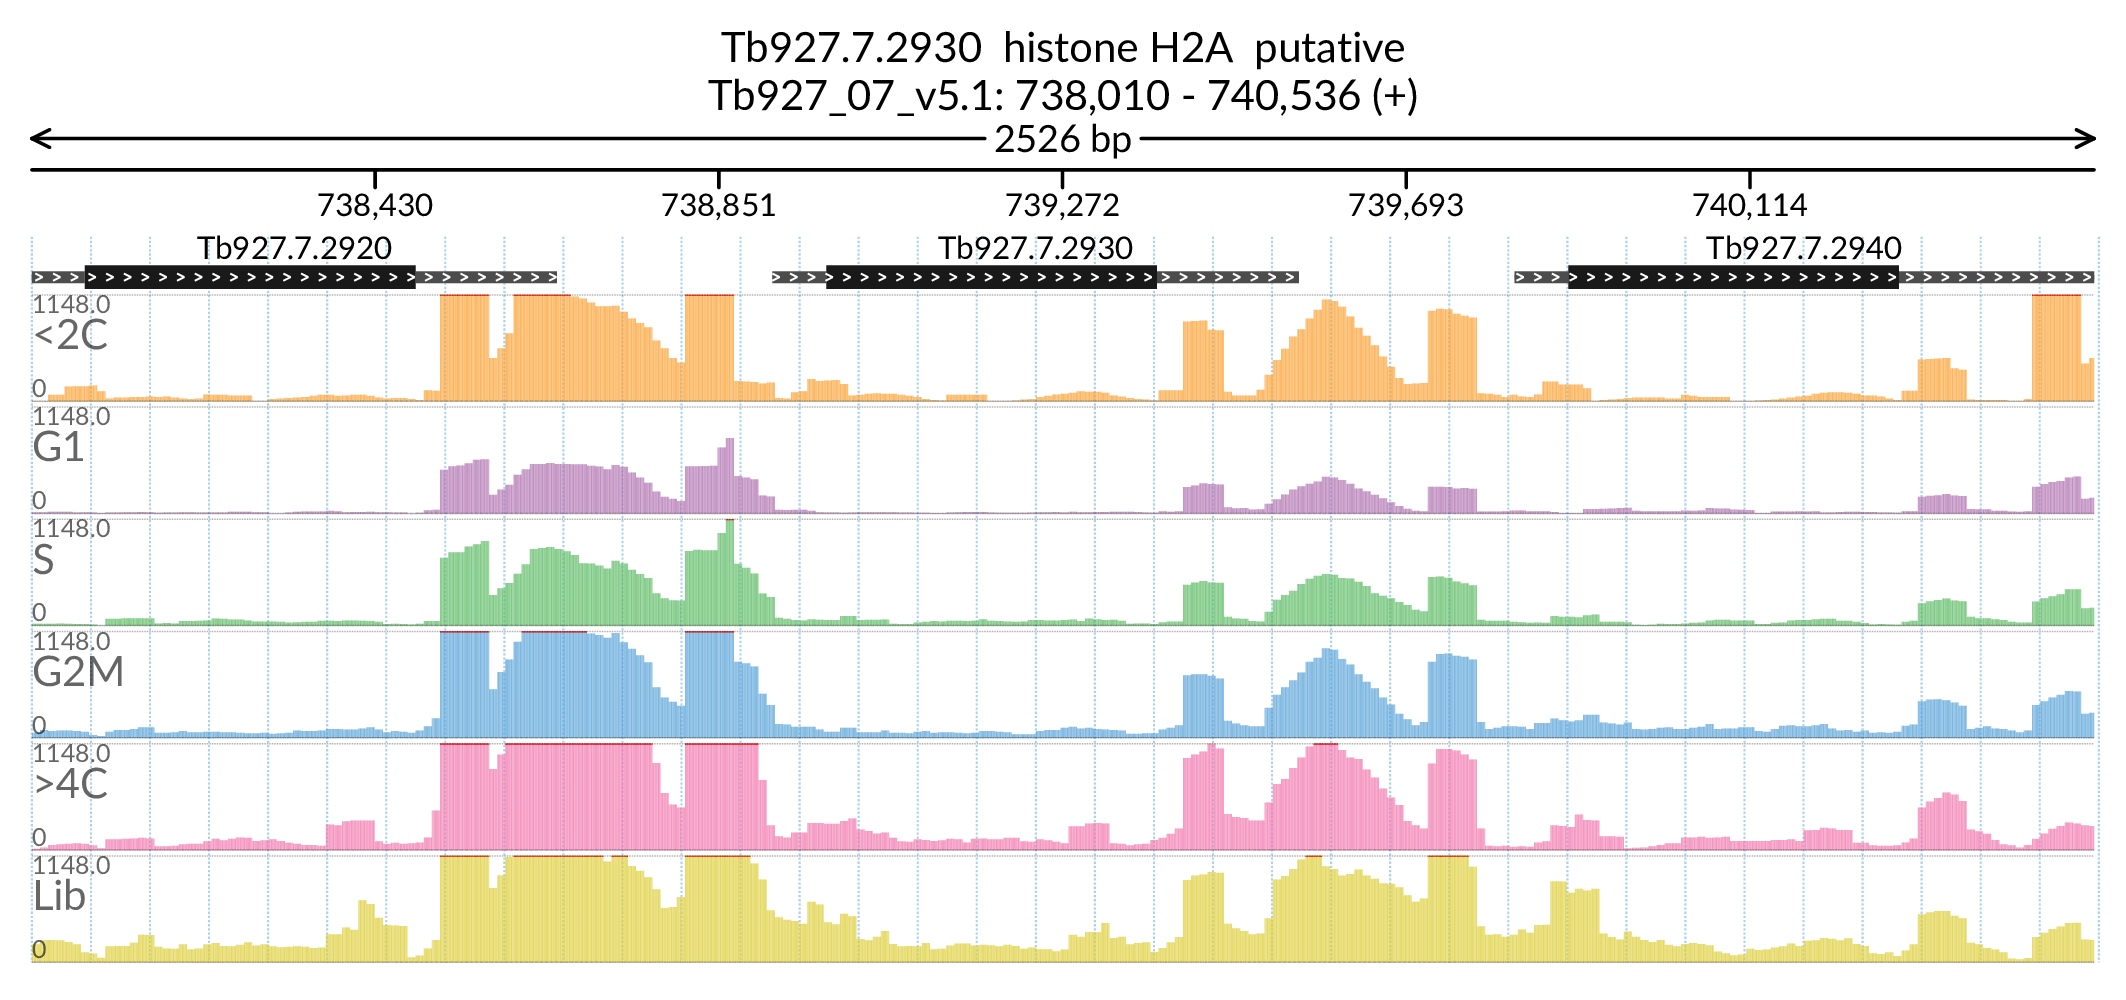 Tb927.7.2930 histone H2A putative
Tb927_07_v5.1: 738,010 - 740,536 (+)
2526 bp
738,430 738,851 739,272 739,693 740,114
Tb927.7.2920 Tb927.7.2930 Tb927.7.2940
1148.0
<2C
0
1148.0
G1
0
1148.0
S
0
1148.0
G2M
0
1148.0
>4C
0
1148.0
Lib
0